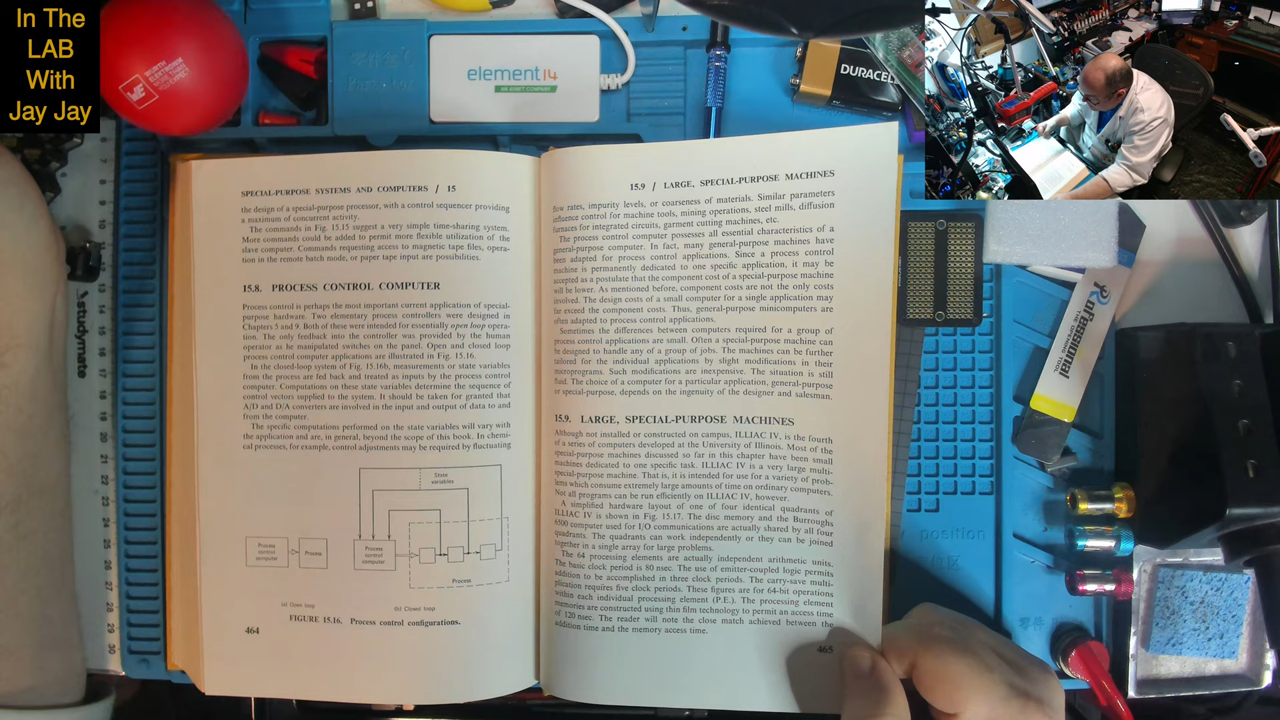 In The
LAB
With
Jay Jay
WÜRTH
ELEKTRONIK
MORE THAN
YOU EXPECT
element14
AN AVNET COMPANY
DURACELL
SPECIAL-PURPOSE SYSTEMS AND COMPUTERS / 15
the design of a special-purpose processor, with a control sequencer providing
a maximum of concurrent activity.
The commands in Fig. 15.15 suggest a very simple time-sharing system.
More commands could be added to permit more flexible utilization of the
slave computer. Commands requesting access to magnetic tape files, opera-
tion in the remote batch mode, or paper tape input are possibilities.
15.8. PROCESS CONTROL COMPUTER
Process control is perhaps the most important current application of special-
purpose hardware. Two elementary process controllers were designed in
Chapters 5 and 9. Both of these were intended for essentially open loop opera-
tion. The only feedback into the controller was provided by the human
operator as he manipulated switches on the panel. Open and closed loop
process control computer applications are illustrated in Fig. 15.16.
In the closed-loop system of Fig. 15.16b, measurements or state variables
from the process are fed back and treated as inputs by the process control
computer. Computations on these state variables determine the sequence of
control vectors supplied to the system. It should be taken for granted that
A/D and D/A converters are involved in the input and output of data to and
from the computer.
The specific computations performed on the state variables will vary with
the application and are, in general, beyond the scope of this book. In chemi-
cal processes, for example, control adjustments may be required by fluctuating
State
variables
Process
control
computer
Process
Process
control
computer
Process
(a) Open loop
(b) Closed loop
FIGURE 15.16. Process control configurations.
464
15.9 / LARGE, SPECIAL-PURPOSE MACHINES
flow rates, impurity levels, or coarseness of materials. Similar parameters
influence control for machine tools, mining operations, steel mills, diffusion
furnaces for integrated circuits, garment cutting machines, etc.
The process control computer possesses all essential characteristics of a
general-purpose computer. In fact, many general-purpose machines have
been adapted for process control applications. Since a process control
machine is permanently dedicated to one specific application, it may be
accepted as a postulate that the component cost of a special-purpose machine
will be lower. As mentioned before, component costs are not the only costs
involved. The design costs of a small computer for a single application may
far exceed the component costs. Thus, general-purpose minicomputers are
often adapted to process control applications.
Sometimes the differences between computers required for a group of
process control applications are small. Often a special-purpose machine can
be designed to handle any of a group of jobs. The machines can be further
tailored for the individual applications by slight modifications in their
microprograms. Such modifications are inexpensive. The situation is still
fluid. The choice of a computer for a particular application, general-purpose
or special-purpose, depends on the ingenuity of the designer and salesman.
15.9. LARGE, SPECIAL-PURPOSE MACHINES
Although not installed or constructed on campus, ILLIAC IV, is the fourth
of a series of computers developed at the University of Illinois. Most of the
special-purpose machines discussed so far in this chapter have been small
machines dedicated to one specific task. ILLIAC IV is a very large multi-
special-purpose machine. That is, it is intended for use for a variety of prob-
lems which consume extremely large amounts of time on ordinary computers.
Not all programs can be run efficiently on ILLIAC IV, however.
A simplified hardware layout of one of four identical quadrants of
ILLIAC IV is shown in Fig. 15.17. The disc memory and the Burroughs
6500 computer used for I/O communications are actually shared by all four
quadrants. The quadrants can work independently or they can be joined
together in a single array for large problems.
The 64 processing elements are actually independent arithmetic units.
The basic clock period is 80 nsec. The use of emitter-coupled logic permits
addition to be accomplished in three clock periods. The carry-save multi-
plication requires five clock periods. These figures are for 64-bit operations
within each individual processing element (P.E.). The processing element
memories are constructed using thin film technology to permit an access time
of 120 nsec. The reader will note the close match achieved between the
addition time and the memory access time.
465
studymate
13
14
15
16
17
18
19
20
21
22
23
24
25
26
27
28
29
30
Professional
THE OPENING TOOL
position